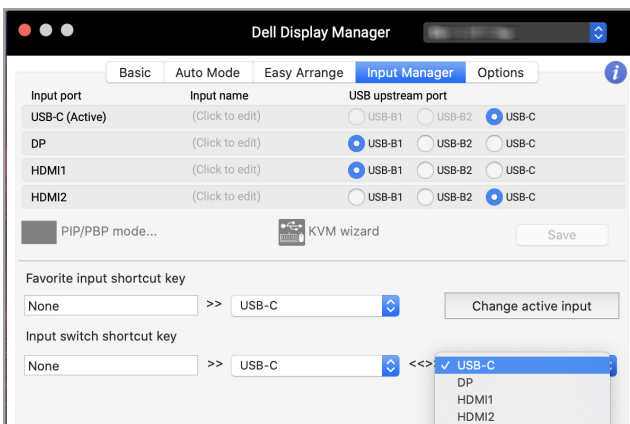 Dell Display Manager
Basic Auto Mode Easy Arrange Input Manager Options i
Input port Input name USB upstream port
USB-C (Active) (Click to edit) USB-B1 USB-B2 USB-C
DP (Click to edit) USB-B1 USB-B2 USB-C
HDMI1 (Click to edit) USB-B1 USB-B2 USB-C
HDMI2 (Click to edit) USB-B1 USB-B2 USB-C
PIP/PBP mode... KVM wizard Save
Favorite input shortcut key
None >> USB-C Change active input
Input switch shortcut key
None >> USB-C <<>> ✓ USB-C
DP
HDMI1
HDMI2